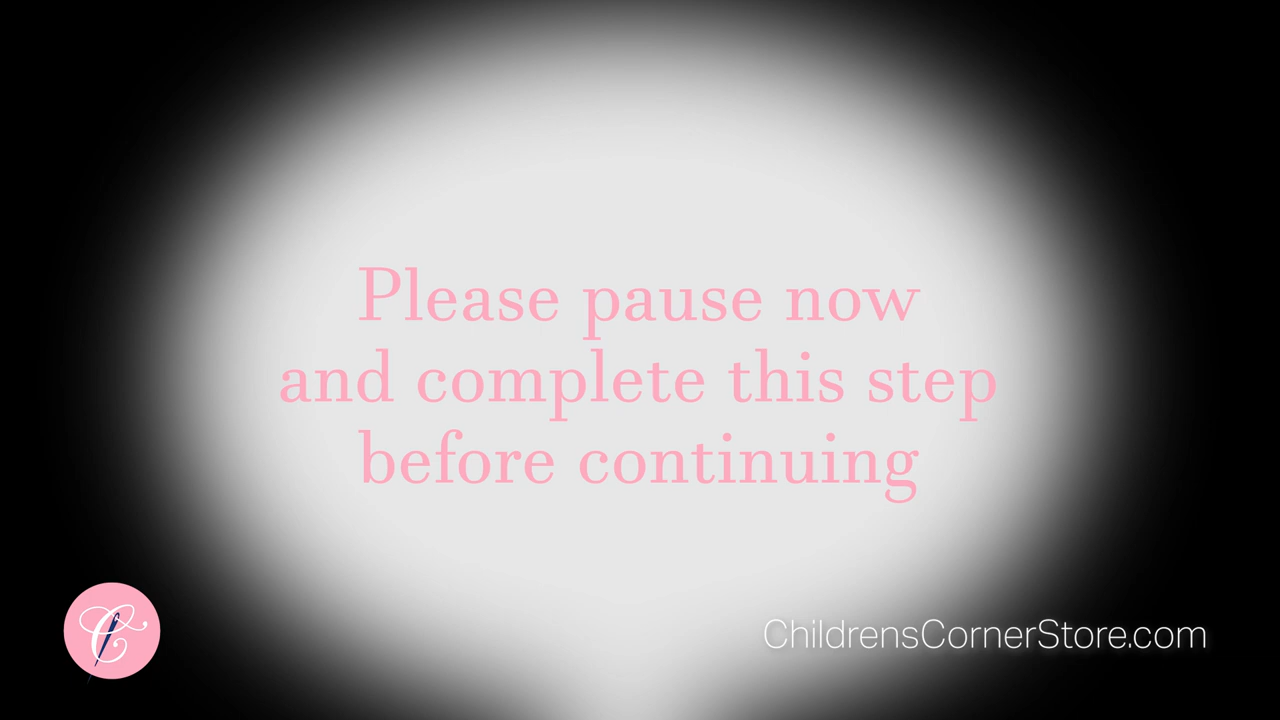 Please pause now
and complete this step
before continuing
C
ChildrensCornerStore.com